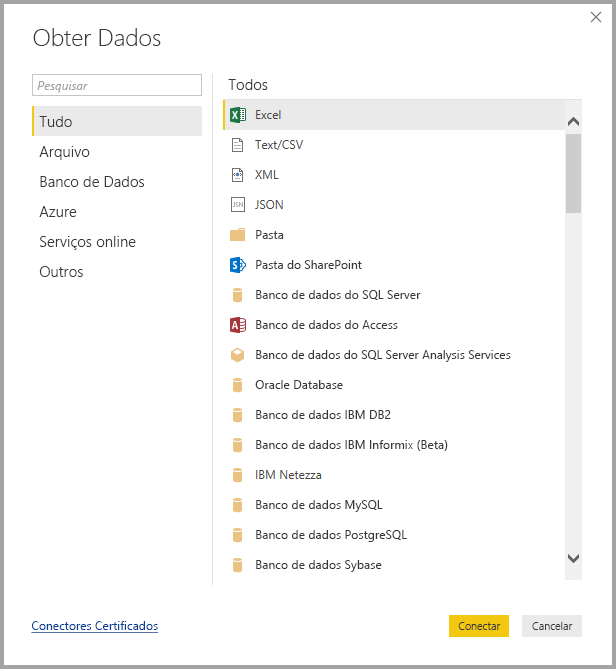 Obter Dados
Pesquisar
Tudo
Arquivo
Banco de Dados
Azure
Serviços online
Outros
Todos
Excel
Text/CSV
XML
JSON
Pasta
Pasta do SharePoint
Banco de dados do SQL Server
Banco de dados do Access
Banco de dados do SQL Server Analysis Services
Oracle Database
Banco de dados IBM DB2
Banco de dados IBM Informix (Beta)
IBM Netezza
Banco de dados MySQL
Banco de dados PostgreSQL
Banco de dados Sybase
Conectores Certificados
Conectar
Cancelar